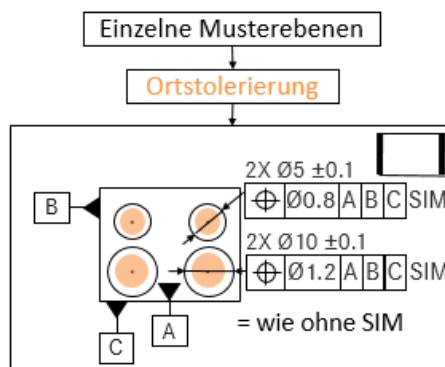 Einzelne Musterebenen
Ortstolerierung
2X Ø5 ±0.1
⌖ Ø0.8 A B C SIM
B
2X Ø10 ±0.1
⌖ Ø1.2 A B C SIM
A
= wie ohne SIM
C